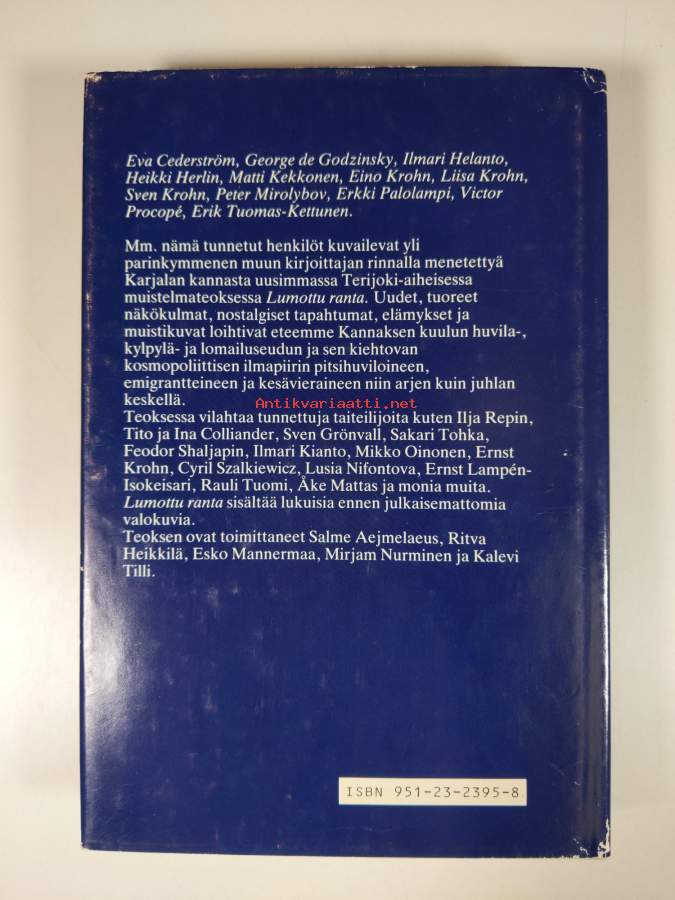 Eva Cederström, George de Godzinsky, Ilmari Helanto,
Heikki Herlin, Matti Kekkonen, Eino Krohn, Liisa Krohn,
Sven Krohn, Peter Mirolybov, Erkki Palolampi, Victor
Procopé, Erik Tuomas-Kettunen.
Mm. nämä tunnetut henkilöt kuvailevat yli
parinkymmenen muun kirjoittajan rinnalla menetettyä
Karjalan kannasta uusimmassa Terijoki-aiheisessa
muistelmateoksessa Lumottu ranta. Uudet, tuoreet
näkökulmat, nostalgiset tapahtumat, elämykset ja
muistikuvat loihtivat eteemme Kannaksen kuulun huvila-,
kylpylä- ja lomailuseudun ja sen kiehtovan
kosmopoliittisen ilmapiirin pitsihuviloineen,
emigrantteineen ja kesävieraineen niin arjen kuin juhlan
keskellä.
Antikvariaatti.net
Teoksessa vilahtaa tunnettuja taiteilijoita kuten Ilja Repin,
Tito ja Ina Colliander, Sven Grönvall, Sakari Tohka,
Feodor Shaljapin, Ilmari Kianto, Mikko Oinonen, Ernst
Krohn, Cyril Szalkiewicz, Lusia Nifontova, Ernst Lampén-
Isokeisari, Rauli Tuomi, Åke Mattas ja monia muita.
Lumottu ranta sisältää lukuisia ennen julkaisemattomia
valokuvia.
Teoksen ovat toimittaneet Salme Aejmelaeus, Ritva
Heikkilä, Esko Mannermaa, Mirjam Nurminen ja Kalevi
Tilli.
ISBN 951-23-2395-8